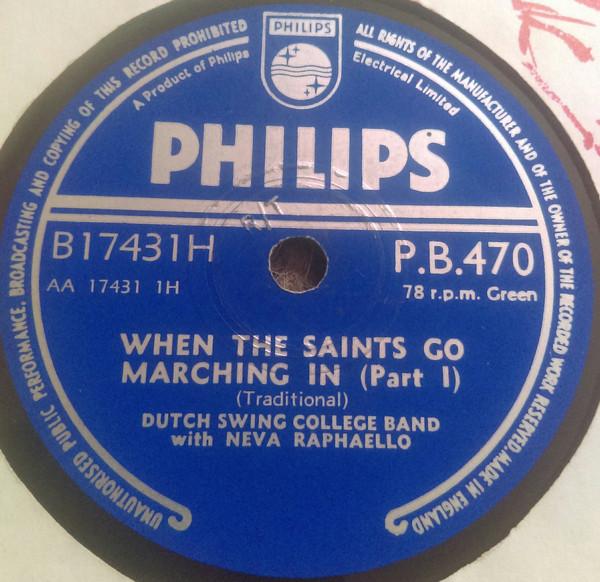 UNAUTHORISED PUBLIC PERFORMANCE, BROADCASTING AND COPYING OF THIS RECORD PROHIBITED
PHILIPS
ALL RIGHTS OF THE MANUFACTURER AND OF THE OWNER OF THE RECORDED WORK RESERVED. MADE IN ENGLAND
A Product of Philips Electrical Limited
PHILIPS
B17431H
P.B.470
AA 17431 1H
78 r.p.m. Green
WHEN THE SAINTS GO
MARCHING IN (Part 1)
(Traditional)
DUTCH SWING COLLEGE BAND
with NEVA RAPHAELLO